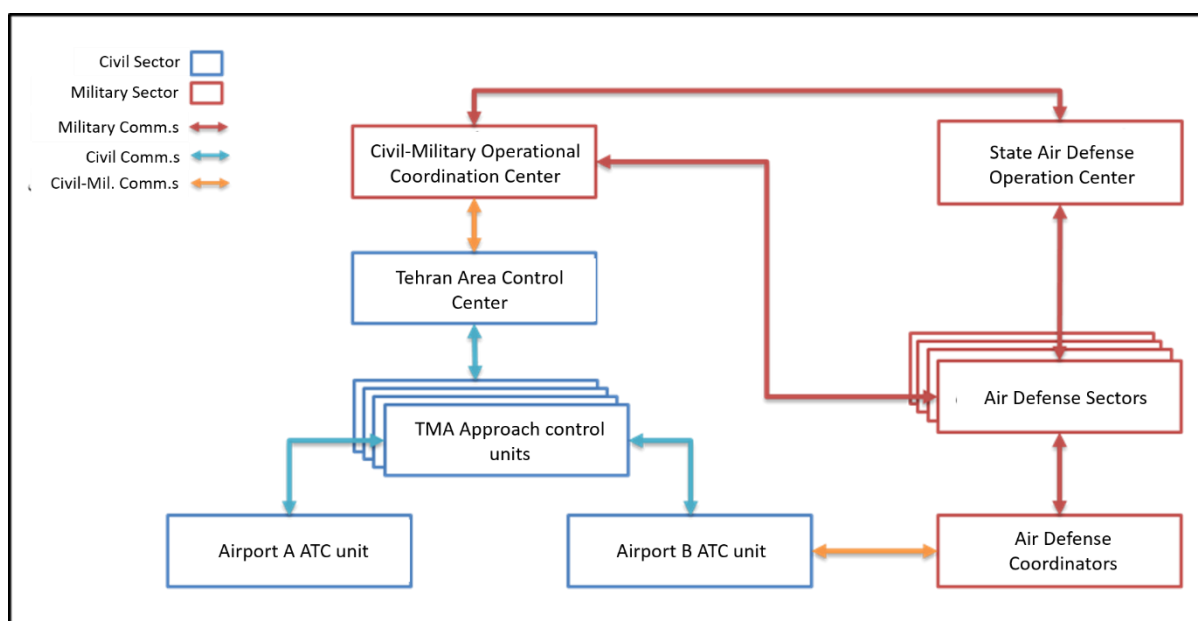 Civil Sector
Military Sector
Military Comm.s
Civil Comm.s
Civil-Mil. Comm.s
Civil-Military Operational
Coordination Center
State Air Defense
Operation Center
Tehran Area Control
Center
Air Defense Sectors
TMA Approach control
units
Airport A ATC unit
Airport B ATC unit
Air Defense
Coordinators